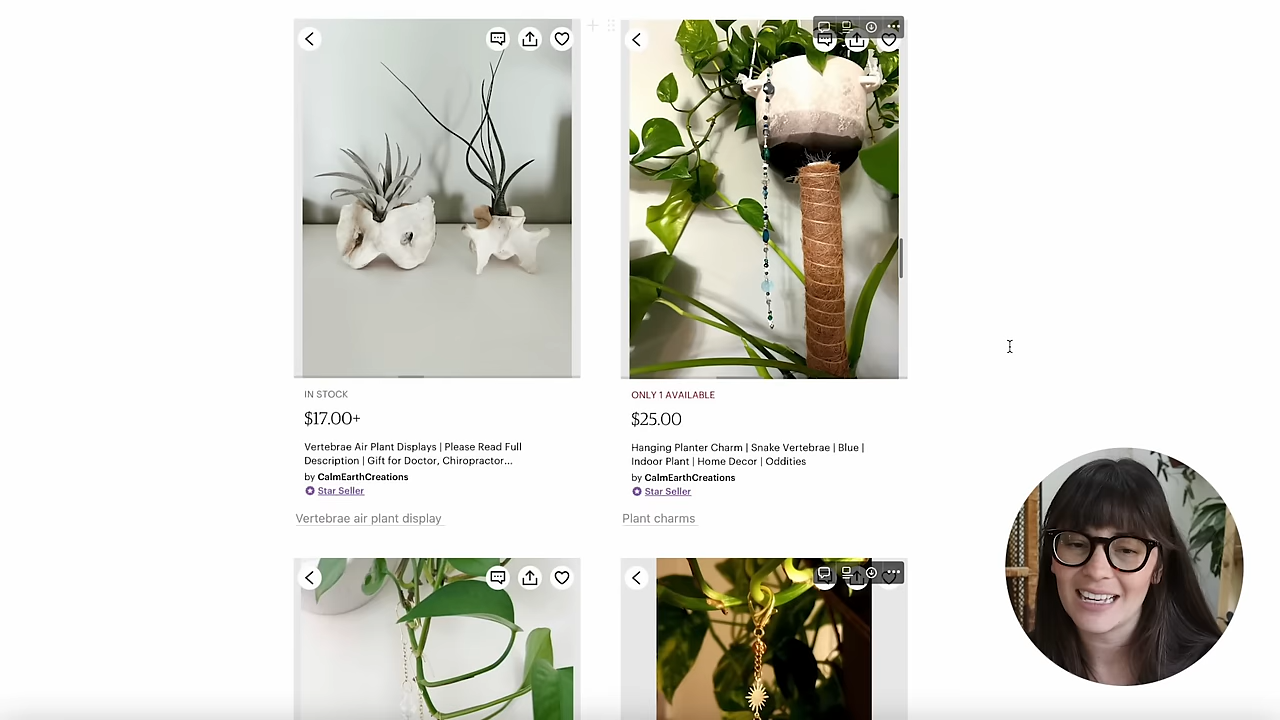 IN STOCK
$17.00+
Vertebrae Air Plant Displays | Please Read Full
Description | Gift for Doctor, Chiropractor...
by CalmEarthCreations
Star Seller
Vertebrae air plant display
ONLY 1 AVAILABLE
$25.00
Hanging Planter Charm | Snake Vertebrae | Blue |
Indoor Plant | Home Decor | Oddities
by CalmEarthCreations
Star Seller
Plant charms